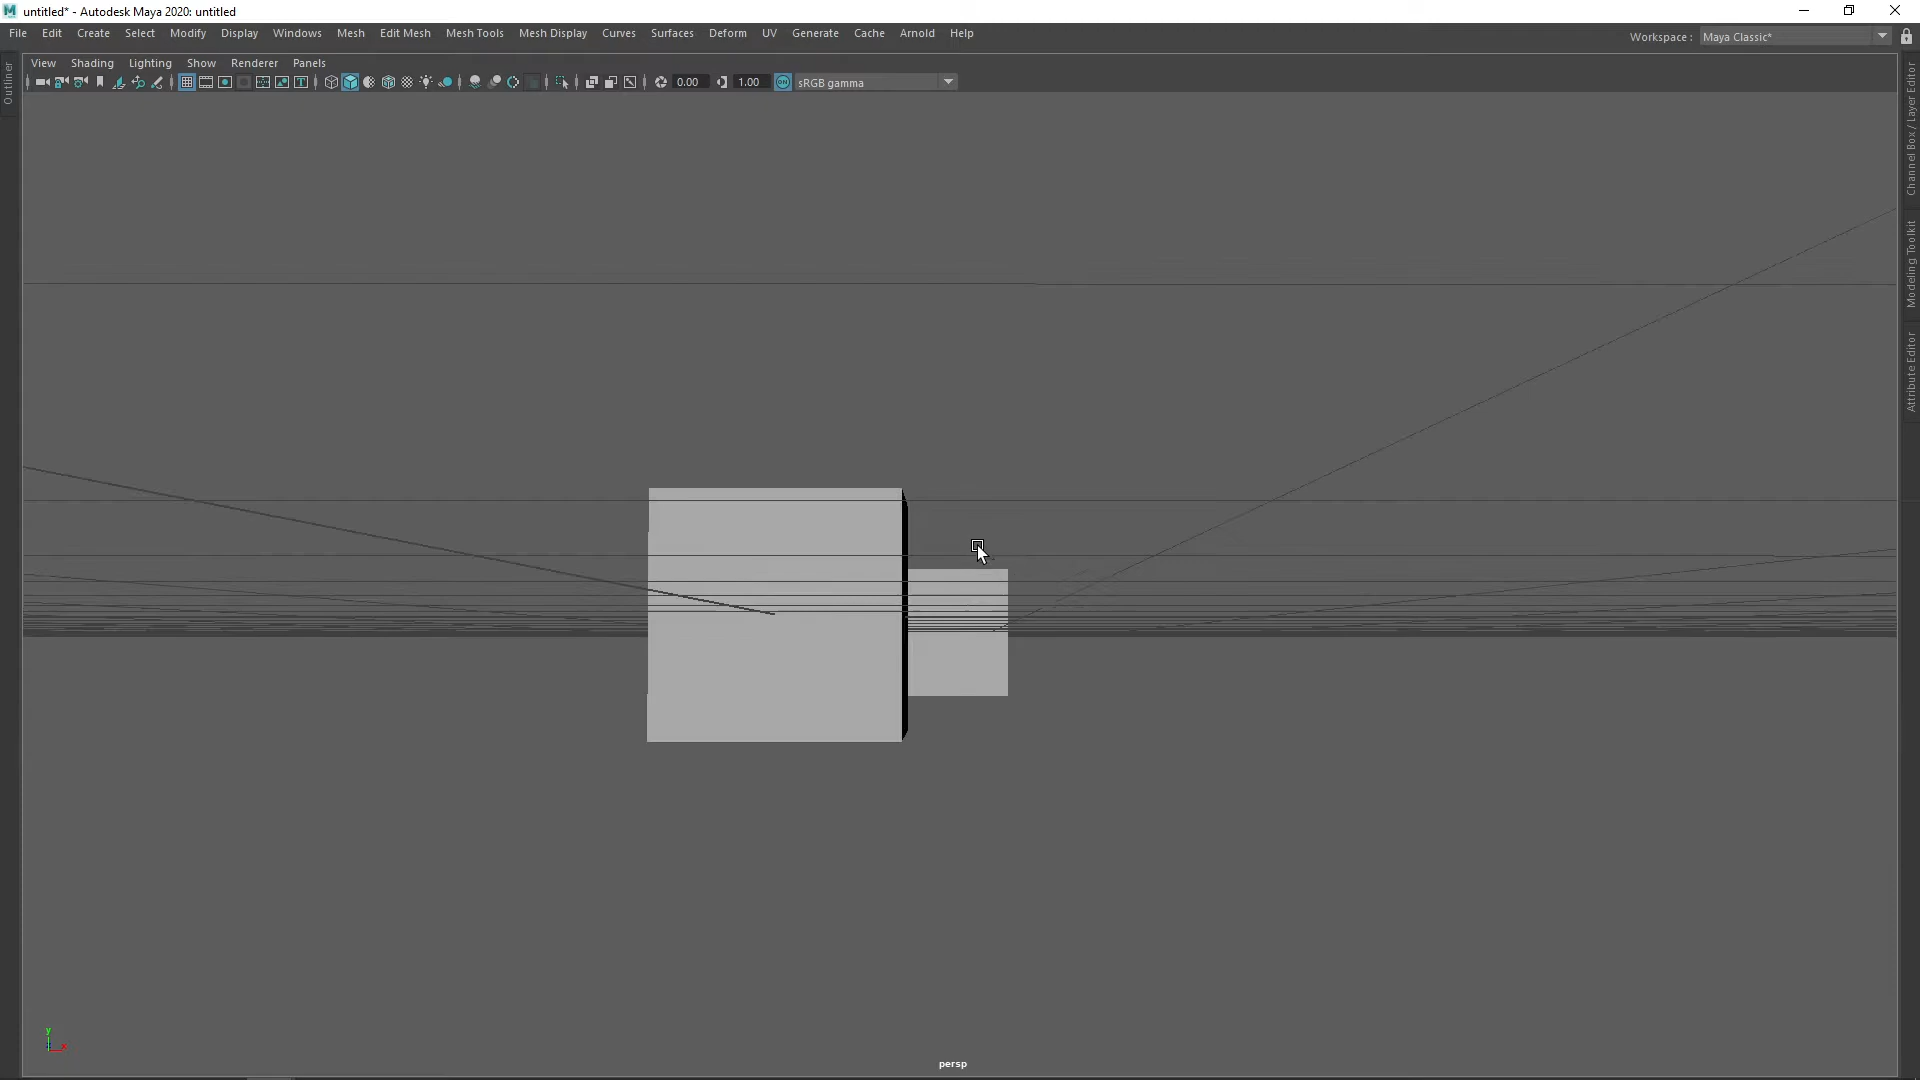 untitled* - Autodesk Maya 2020: untitled
File Edit Create Select Modify Display Windows Mesh Edit Mesh Mesh Tools Mesh Display Curves Surfaces Deform UV Generate Cache Arnold Help
Workspace : Maya Classic*
View Shading Lighting Show Renderer Panels
0.00 1.00 ON sRGB gamma
Outliner
Channel Box / Layer Editor
Modeling Toolkit
Attribute Editor
y
x
persp